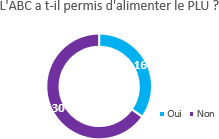 L'ABC a t-il permis d'alimenter le PLU ?
16
30
Oui Non